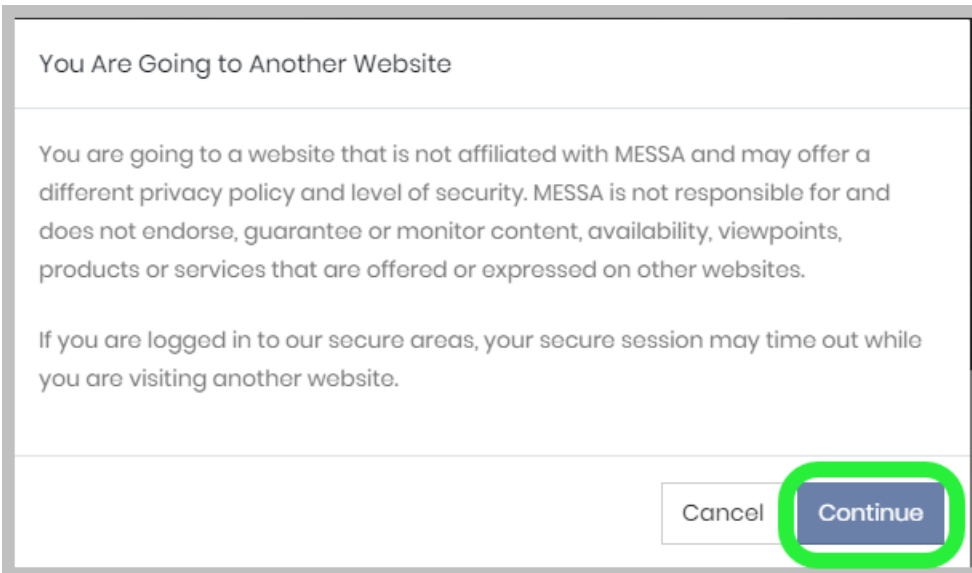 You Are Going to Another Website
You are going to a website that is not affiliated with MESSA and may offer a
different privacy policy and level of security. MESSA is not responsible for and
does not endorse, guarantee or monitor content, availability, viewpoints,
products or services that are offered or expressed on other websites.
If you are logged in to our secure areas, your secure session may time out while
you are visiting another website.
Cancel Continue